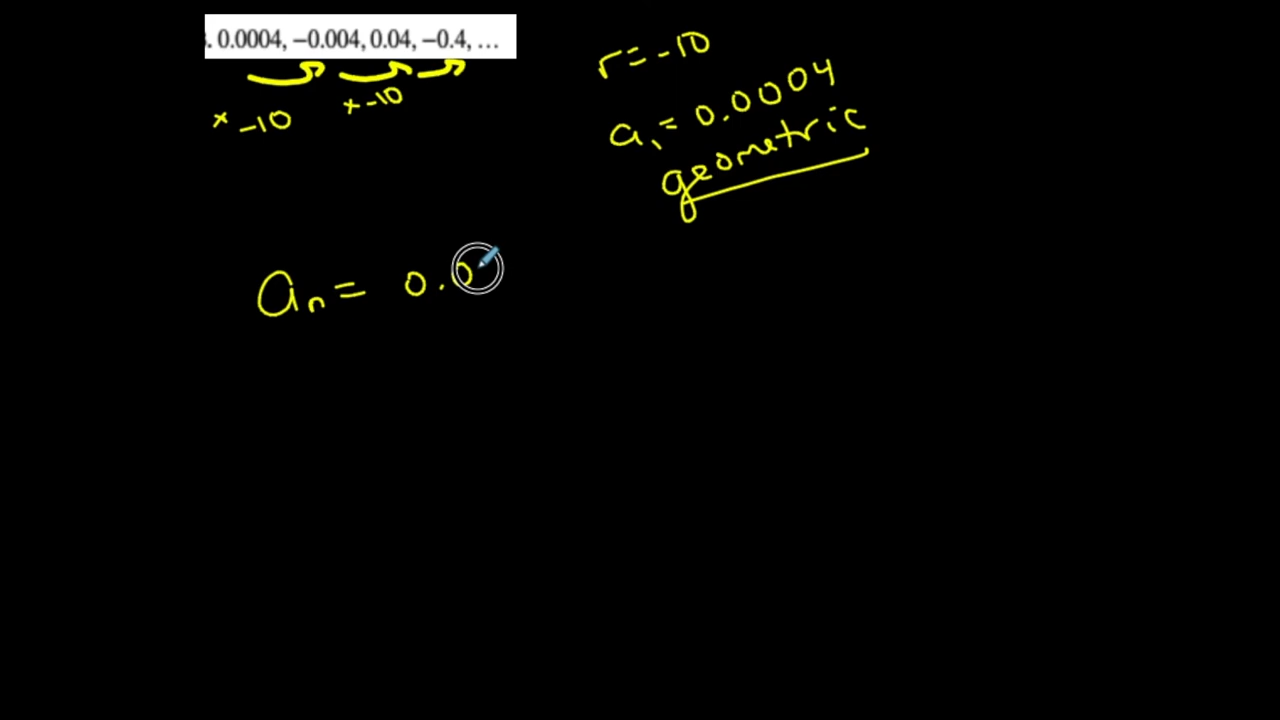 . 0.0004, −0.004, 0.04, −0.4, …
× -10
× -10
r = -10
a₁ = 0.0004
geometric
aₙ = 0.0